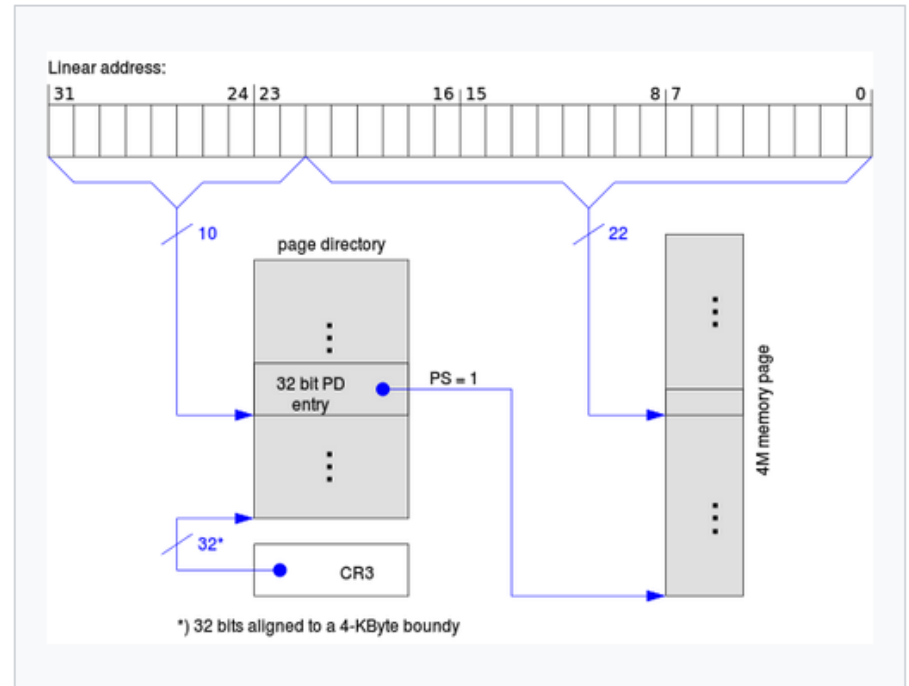 Linear address:
31 24 23 16 15 8 7 0
10 22
page directory
32 bit PD
entry
PS = 1
4M memory page
32*
CR3
*) 32 bits aligned to a 4-KByte boundy